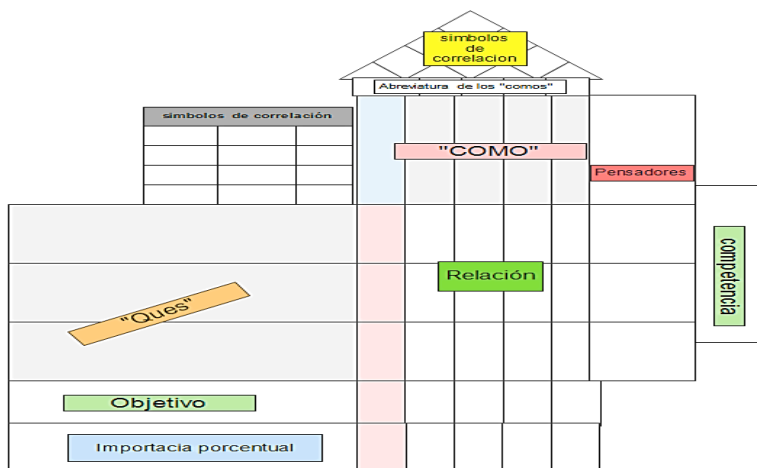 simbolos
de
correlacion
Abreviatura de los "comos"
simbolos de correlación
"COMO"
Pensadores
competencia
Relación
"Ques"
Objetivo
Importacia porcentual